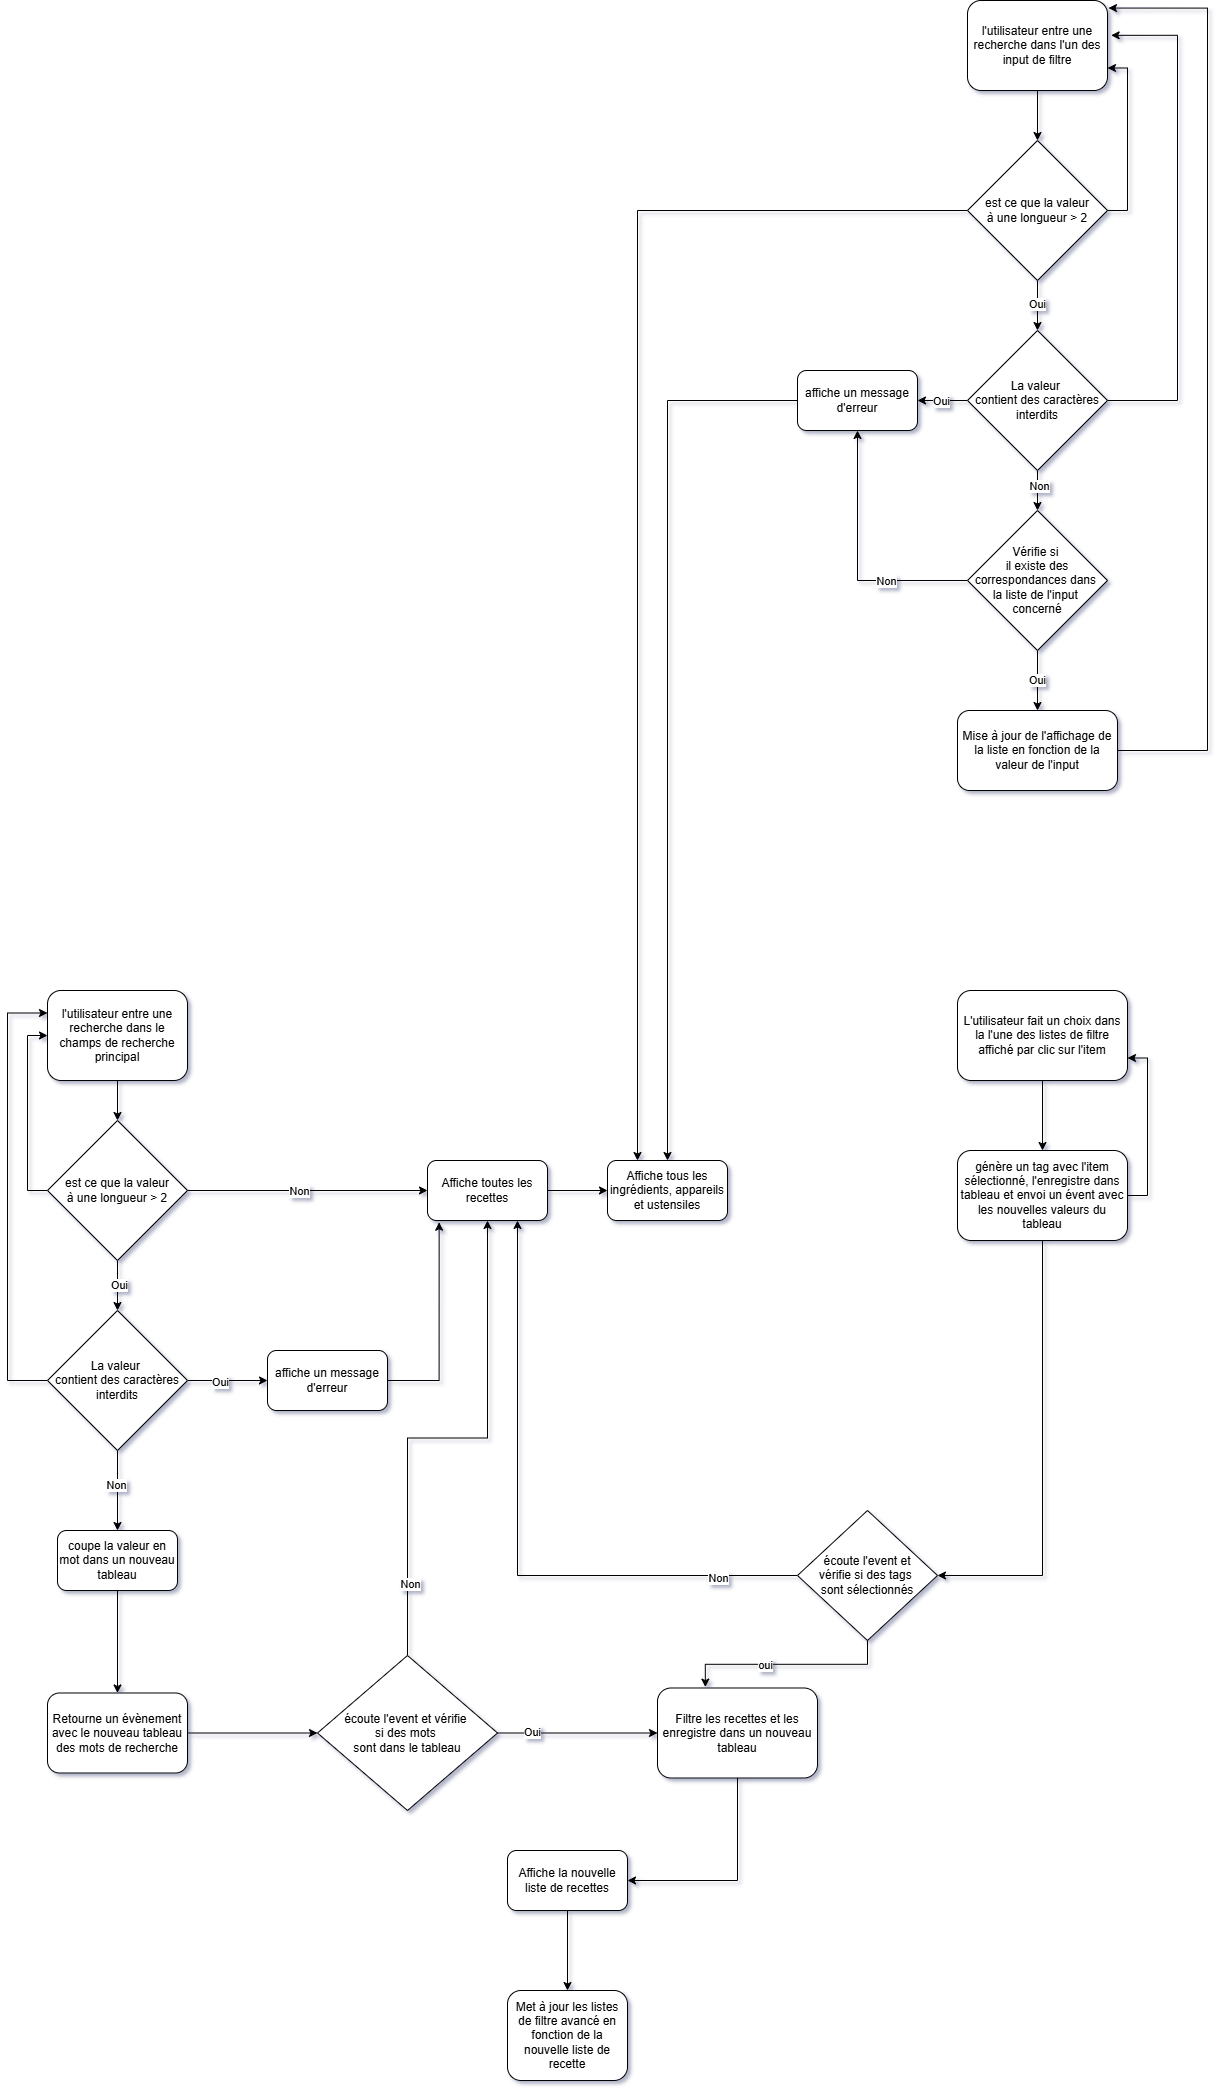 l'utilisateur entre une
recherche dans l'un des
input de filtre
est ce que la valeur
à une longueur > 2
Oui
La valeur
contient des caractères
interdits
Oui
affiche un message
d'erreur
Non
Vérifie si
il existe des
correspondances dans
la liste de l'input
concerné
Non
Oui
Mise à jour de l'affichage de
la liste en fonction de la
valeur de l'input
l'utilisateur entre une
recherche dans le
champs de recherche
principal
L'utilisateur fait un choix dans
la l'une des listes de filtre
affiché par clic sur l'item
est ce que la valeur
à une longueur > 2
Non
Affiche toutes les
recettes
Affiche tous les
ingrédients, appareils
et ustensiles
génère un tag avec l'item
sélectionné, l'enregistre dans
tableau et envoi un évent avec
les nouvelles valeurs du
tableau
Oui
La valeur
contient des caractères
interdits
Oui
affiche un message
d'erreur
Non
coupe la valeur en
mot dans un nouveau
tableau
Non
Non
écoute l'event et
vérifie si des tags
sont sélectionnés
oui
Retourne un évènement
avec le nouveau tableau
des mots de recherche
écoute l'event et vérifie
si des mots
sont dans le tableau
Oui
Filtre les recettes et les
enregistre dans un nouveau
tableau
Affiche la nouvelle
liste de recettes
Met à jour les listes
de filtre avancé en
fonction de la
nouvelle liste de
recette